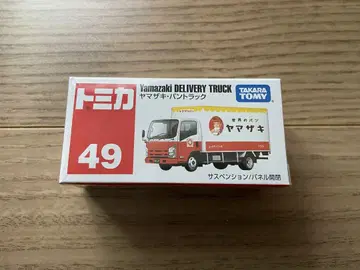 トミカ
49
Yamazaki DELIVERY TRUCK
ヤマザキ・パントラック
TAKARA
TOMY
世界のパン
ヤマザキ
サスペンション/パネル開閉